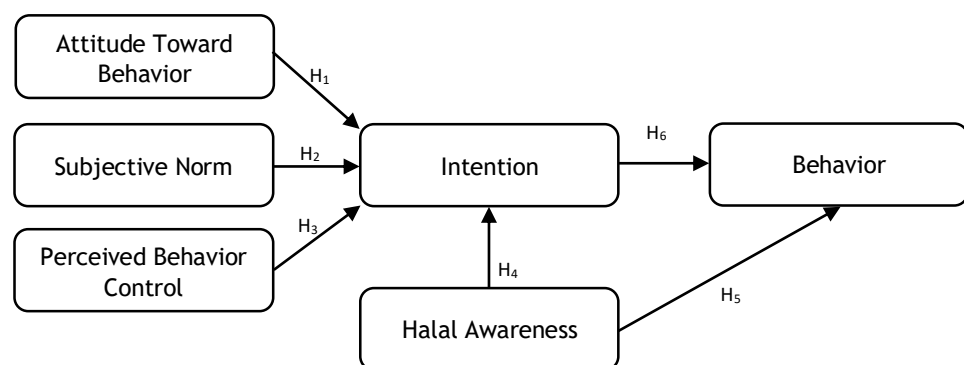 Attitude Toward
Behavior
H₁
Subjective Norm
H₂
Intention
H₆
Behavior
Perceived Behavior
Control
H₃
H₄
H₅
Halal Awareness